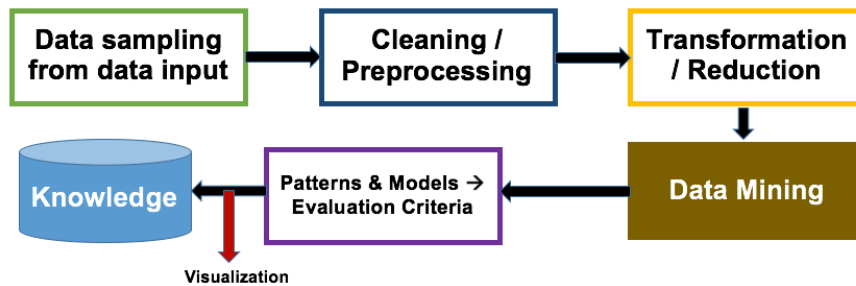 Data sampling
from data input
Cleaning /
Preprocessing
Transformation
/ Reduction
Knowledge
Patterns & Models →
Evaluation Criteria
Data Mining
Visualization